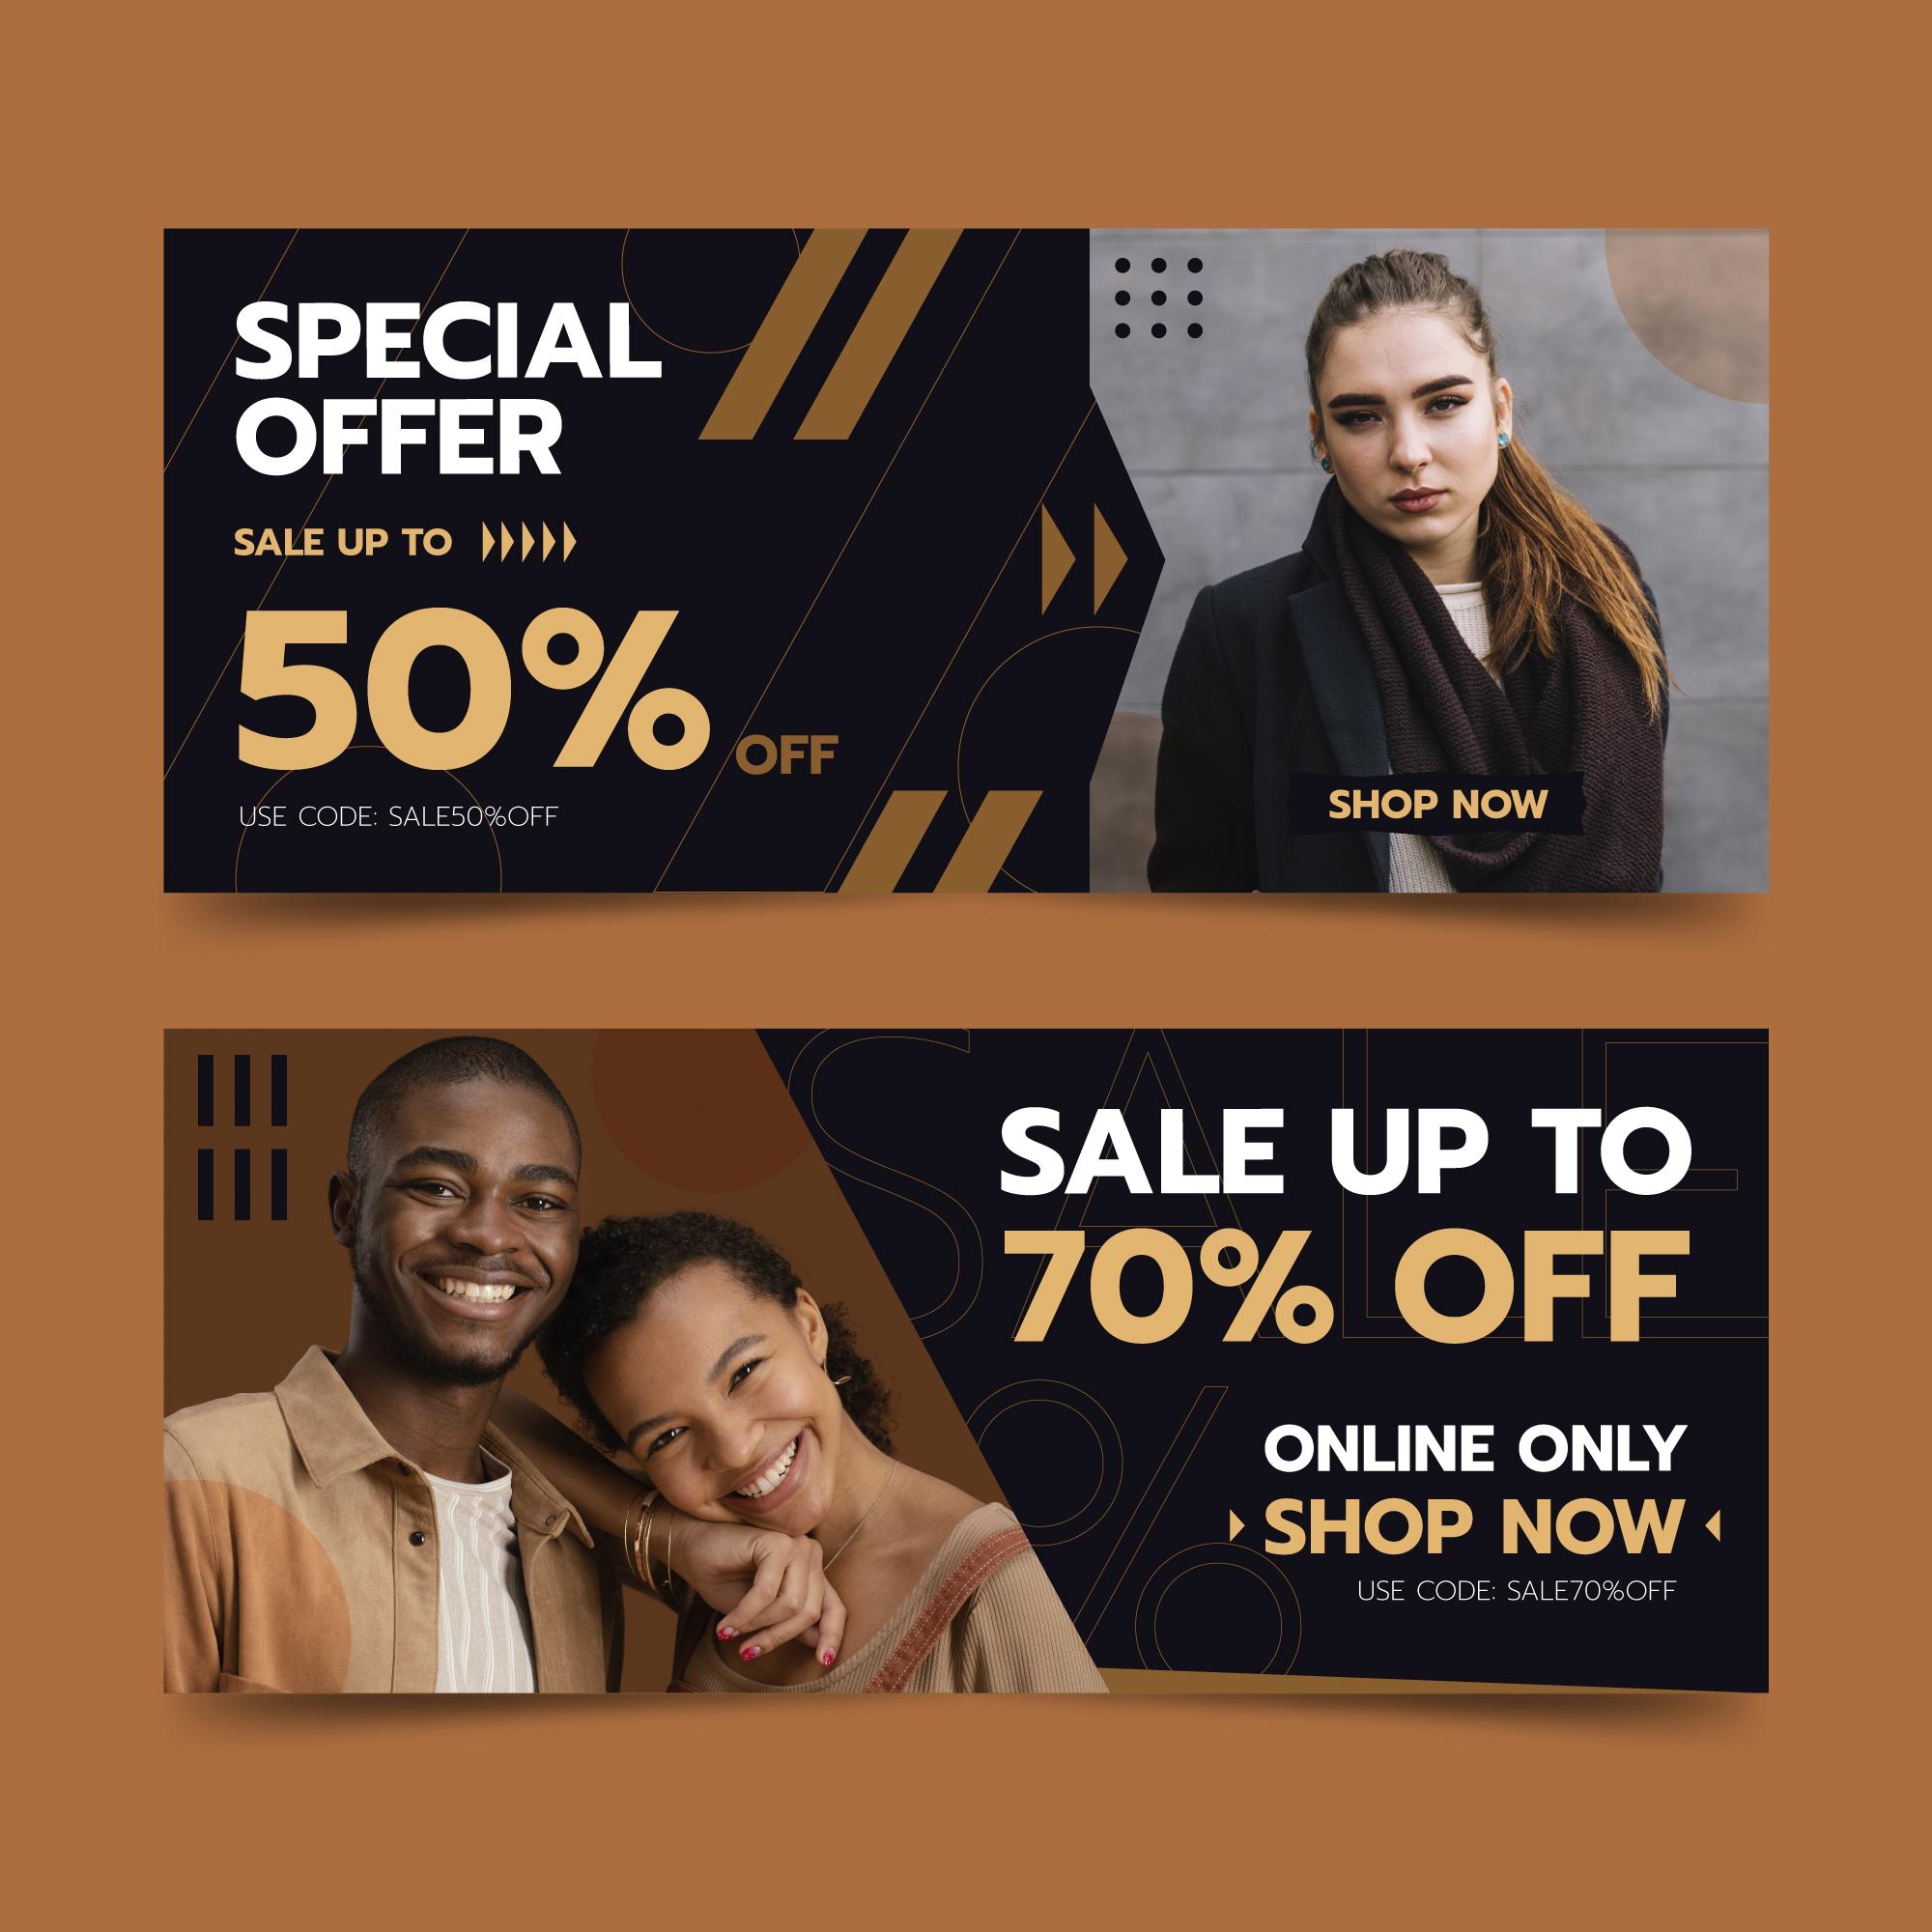 SPECIAL
OFFER
SALE UP TO
50% OFF
USE CODE: SALE50%OFF
SHOP NOW
SALE
SALE UP TO
70% OFF
%
ONLINE ONLY
SHOP NOW
USE CODE: SALE70%OFF